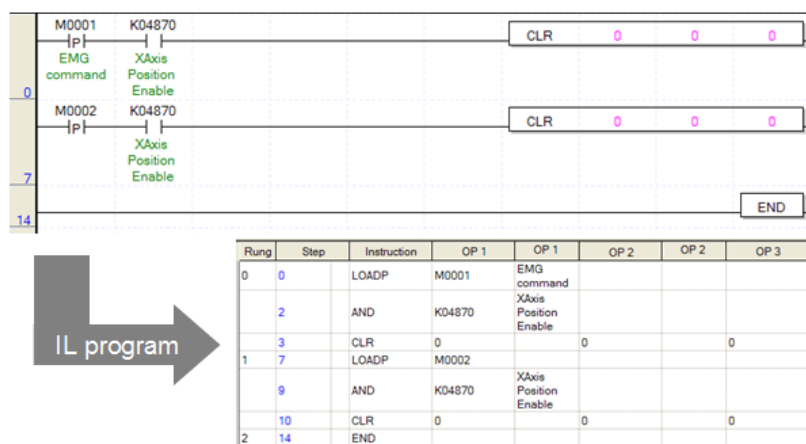 M0001 K04870
P CLR 0 0 0
EMG XAxis
command Position
Enable
0
M0002 K04870
P CLR 0 0 0
XAxis
Position
Enable
7
END
14
IL program
Rung Step Instruction OP 1 OP 1 OP 2 OP 2 OP 3
0 0 LOADP M0001 EMG
command
2 AND K04870 XAxis
Position
Enable
3 CLR 0 0 0
1 7 LOADP M0002
9 AND K04870 XAxis
Position
Enable
10 CLR 0 0 0
2 14 END